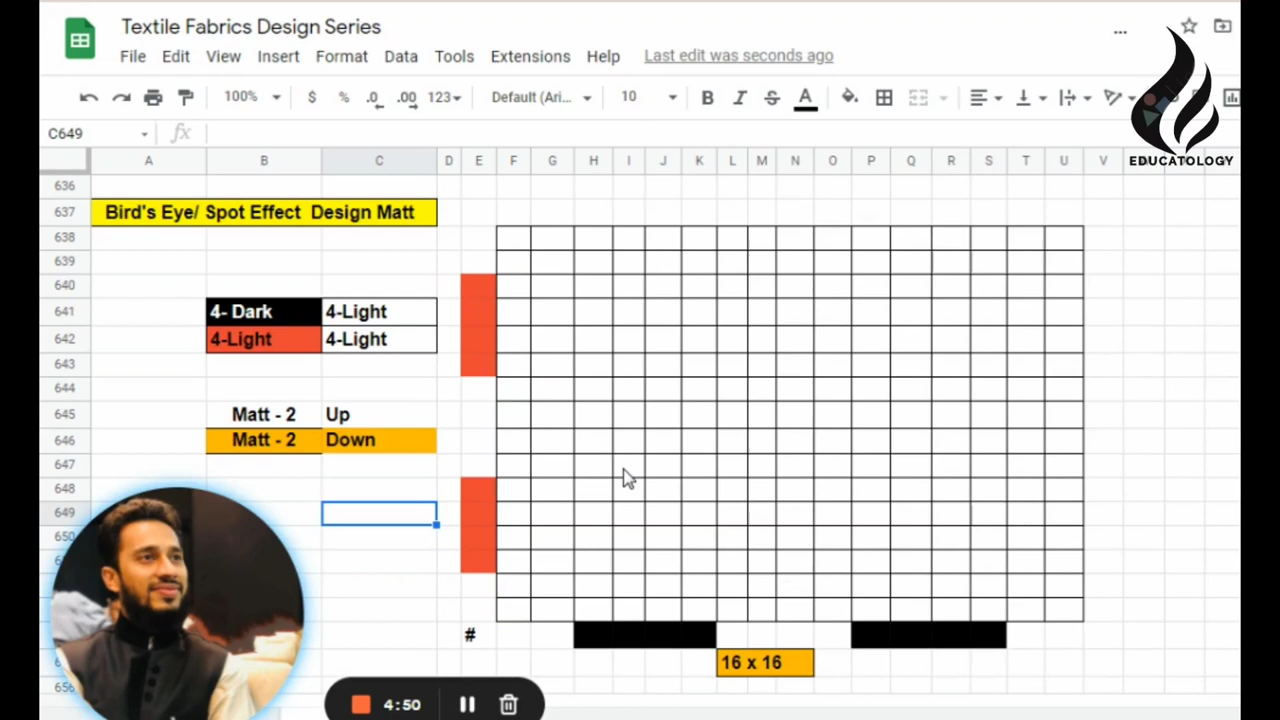 Textile Fabrics Design Series
...
File Edit View Insert Format Data Tools Extensions Help Last edit was seconds ago
100% $ % .0 .00 123 Default (Ari... 10 B I S A
EDUCATOLOGY
C649 fx
A B C D E F G H I J K L M N O P Q R S T U V
636
637 Bird's Eye/ Spot Effect Design Matt
638
639
640
641 4- Dark 4-Light
642 4-Light 4-Light
643
644
645 Matt - 2 Up
646 Matt - 2 Down
647
648
649
650
#
16 x 16
4:50